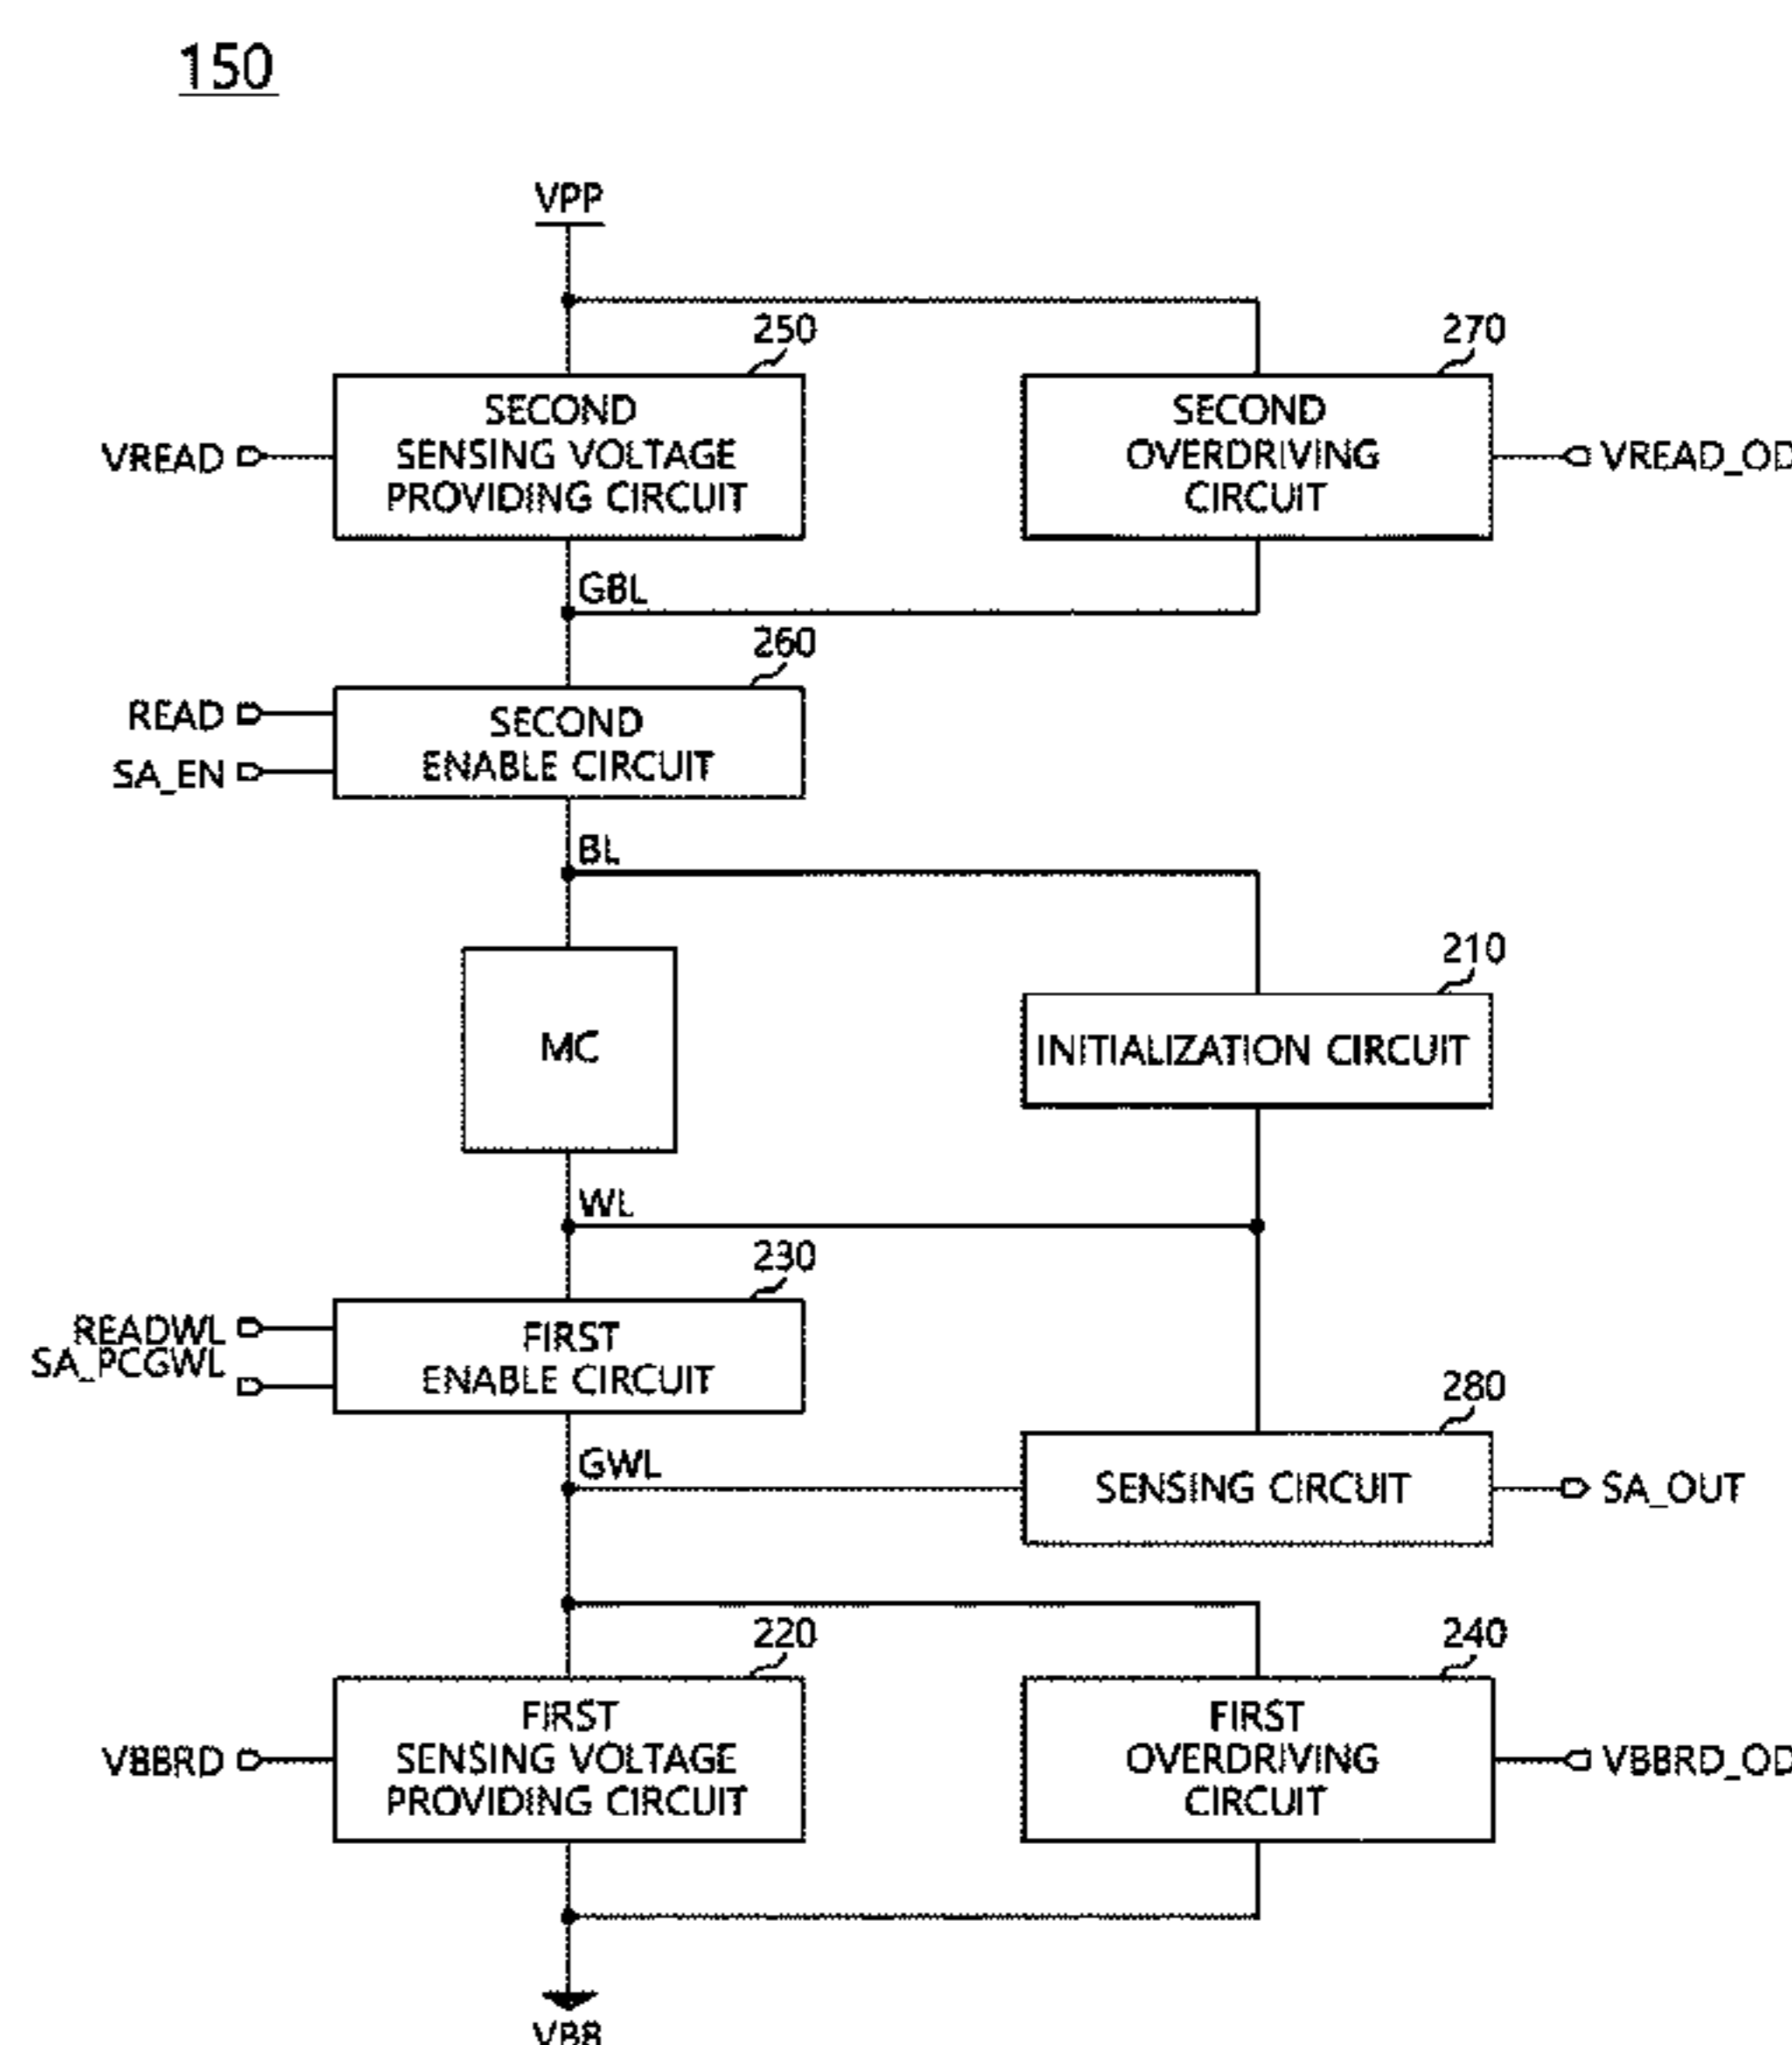 150
VPP
250
270
SECOND
SENSING VOLTAGE
PROVIDING CIRCUIT
SECOND
OVERDRIVING
CIRCUIT
VREAD
VREAD_OD
GBL
260
READ
SA_EN
SECOND
ENABLE CIRCUIT
BL
210
MC
INITIALIZATION CIRCUIT
WL
230
READWL
SA_PCGWL
FIRST
ENABLE CIRCUIT
280
GWL
SENSING CIRCUIT
SA_OUT
220
240
FIRST
SENSING VOLTAGE
PROVIDING CIRCUIT
FIRST
OVERDRIVING
CIRCUIT
VBBRD
VBBRD_OD
VBB